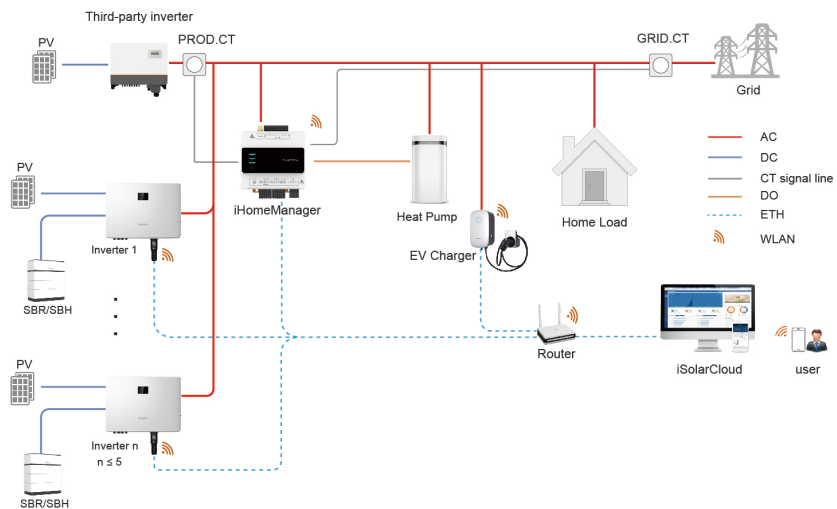 Third-party inverter
PV
PROD.CT
GRID.CT
Grid
AC
DC
CT signal line
DO
ETH
WLAN
iHomeManager
Heat Pump
EV Charger
Home Load
PV
Inverter 1
SBR/SBH
Router
iSolarCloud
user
PV
Inverter n
n ≤ 5
SBR/SBH